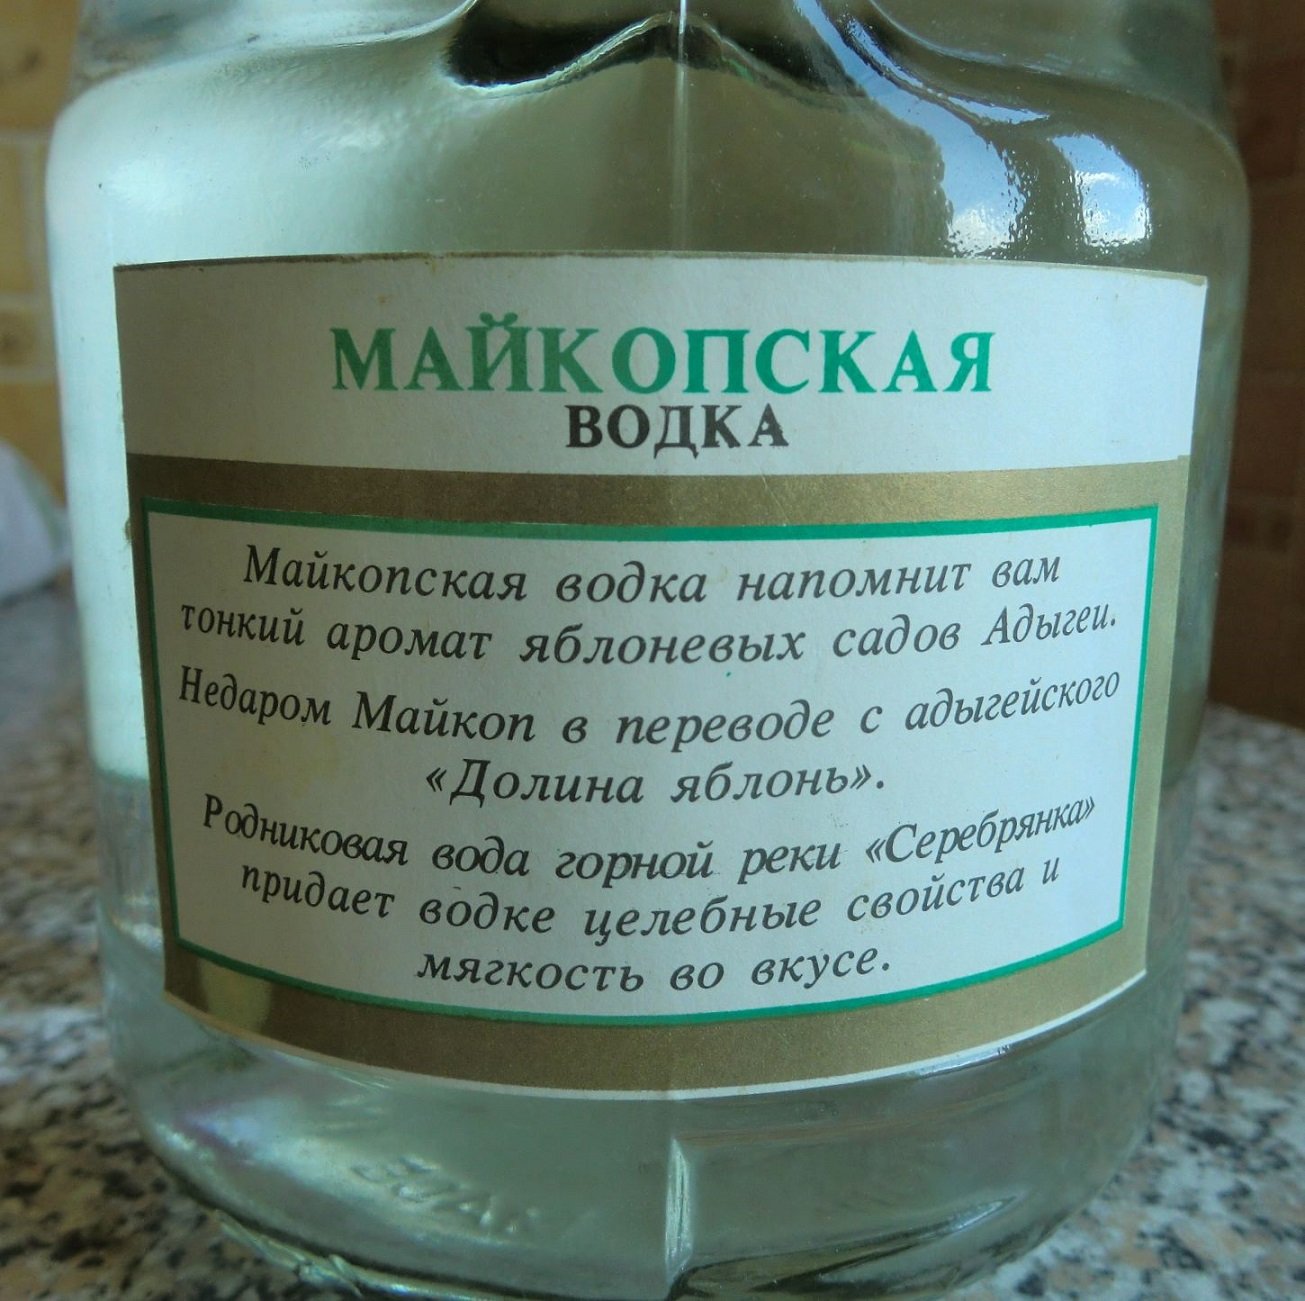 МАЙКОПСКАЯ
ВОДКА
Майкопская водка напомнит вам
тонкий аромат яблоневых садов Адыгеи.
Недаром Майкоп в переводе с адыгейского
«Долина яблонь».
Родниковая вода горной реки «Серебрянка»
придает водке целебные свойства и
мягкость во вкусе.